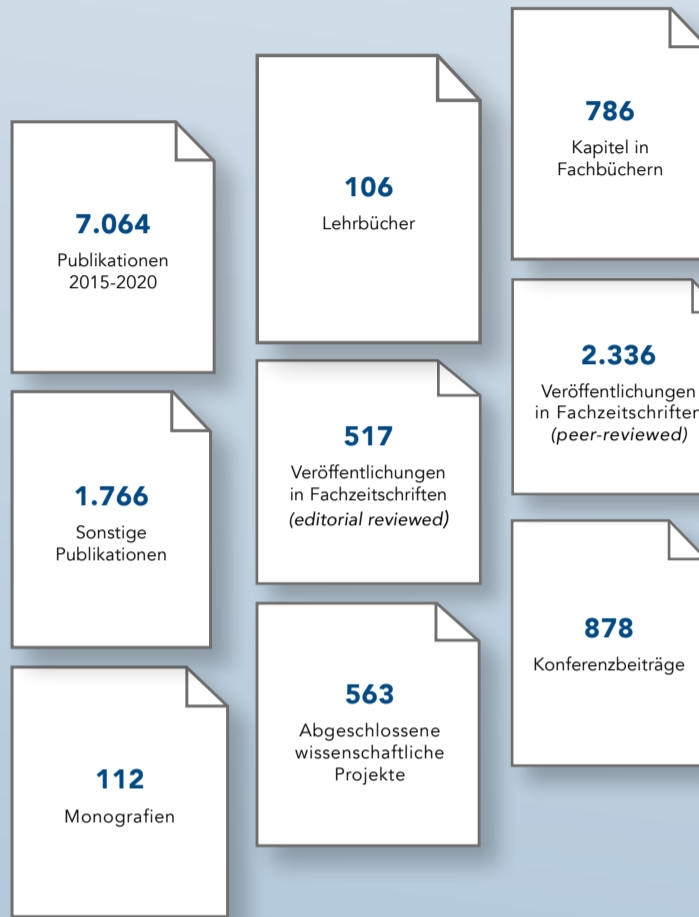 7.064
Publikationen
2015-2020
1.766
Sonstige
Publikationen
112
Monografien
106
Lehrbücher
517
Veröffentlichungen
in Fachzeitschriften
(editorial reviewed)
563
Abgeschlossene
wissenschaftliche
Projekte
786
Kapitel in
Fachbüchern
2.336
Veröffentlichungen
in Fachzeitschriften
(peer-reviewed)
878
Konferenzbeiträge